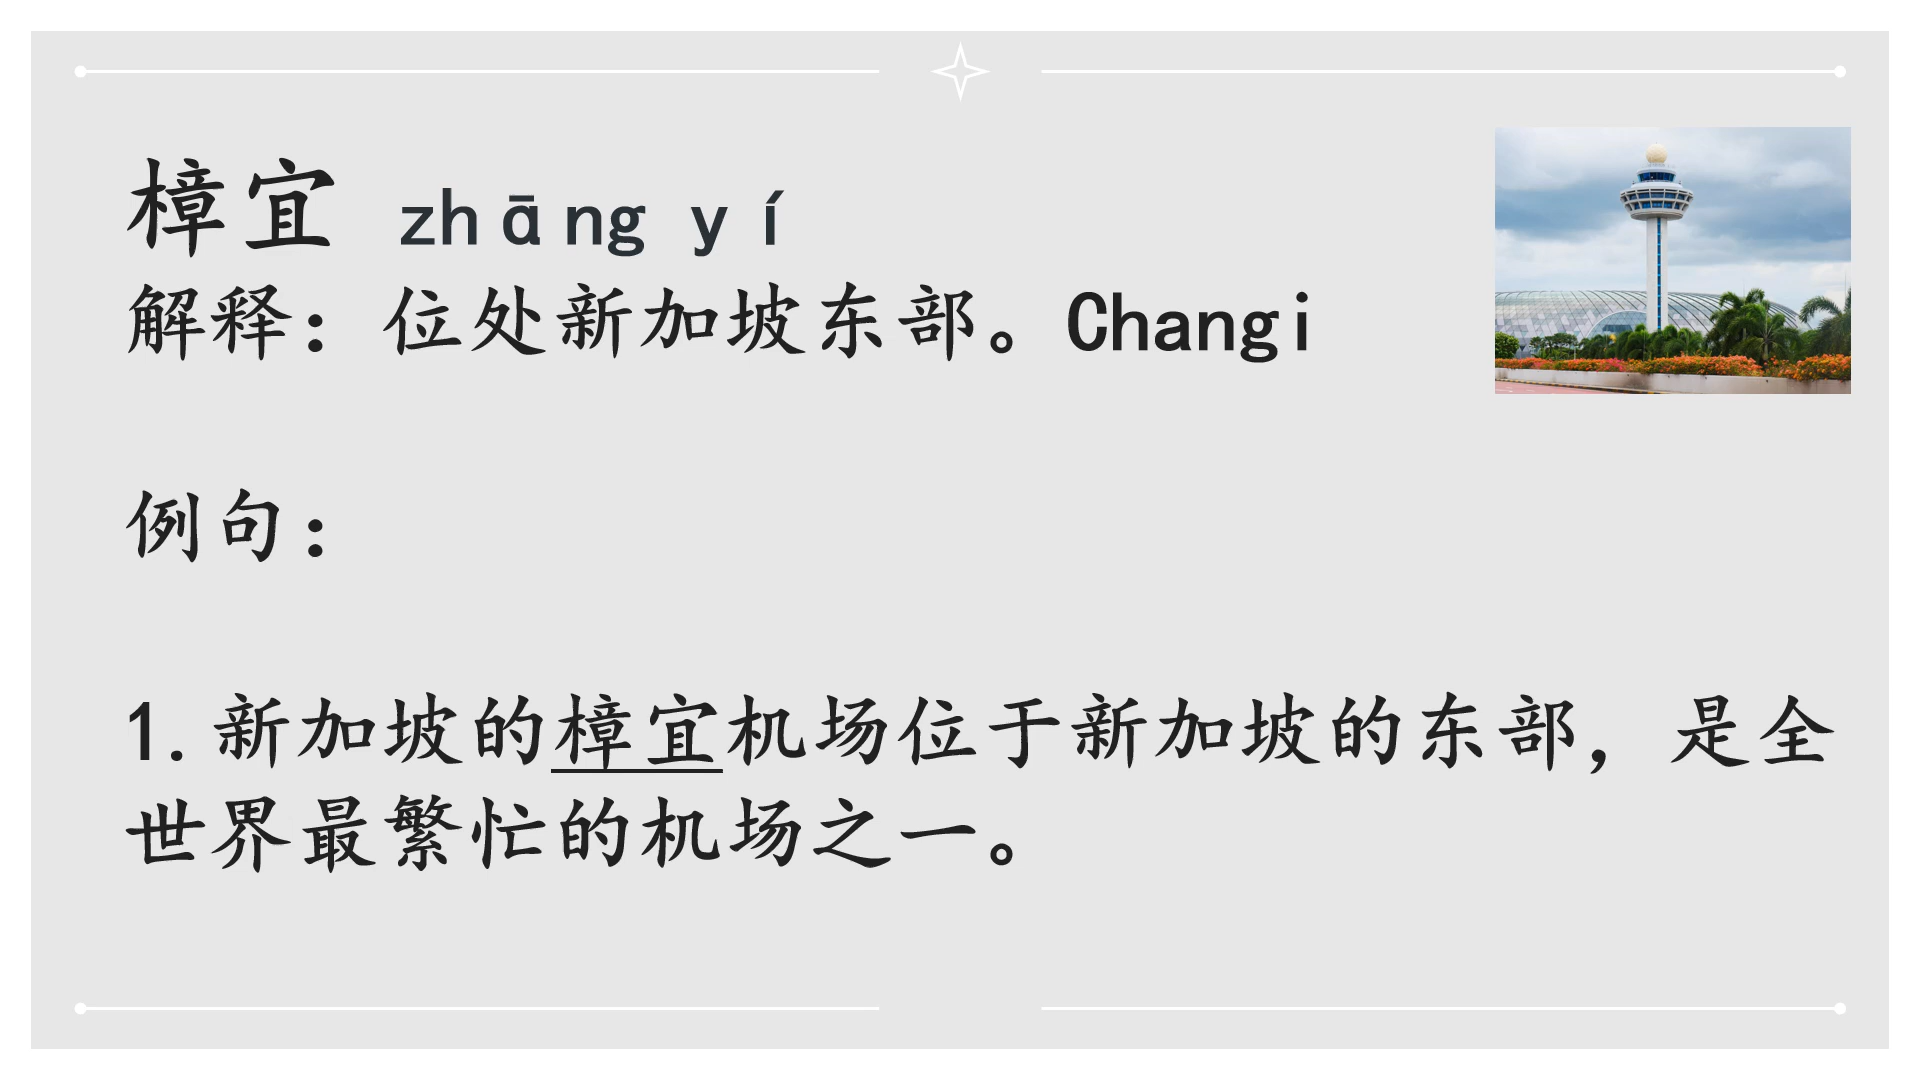 樟宜 zhāng yí
解释：位处新加坡东部。Changi
例句：
1.新加坡的樟宜机场位于新加坡的东部，是全
世界最繁忙的机场之一。